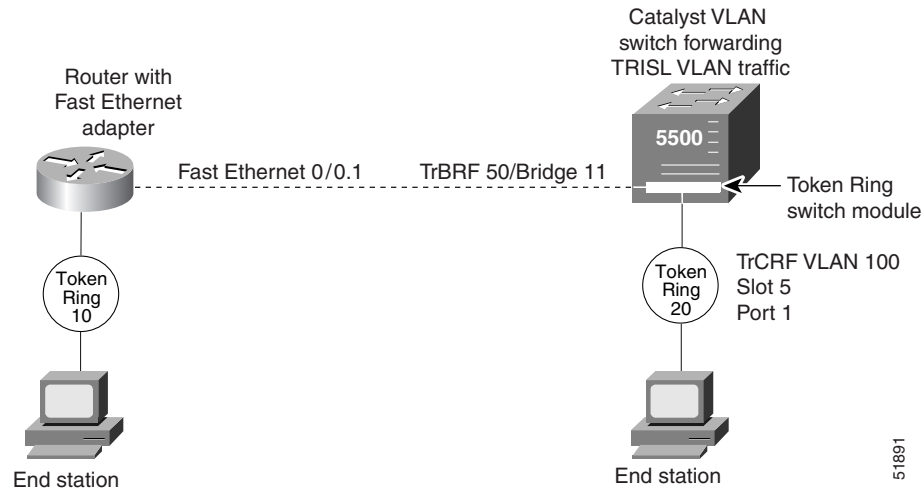 Catalyst VLAN
switch forwarding
TRISL VLAN traffic
Router with
Fast Ethernet
adapter
5500
Fast Ethernet 0/0.1
TrBRF 50/Bridge 11
Token Ring
switch module
Token
Ring
10
Token
Ring
20
TrCRF VLAN 100
Slot 5
Port 1
End station
End station
51891